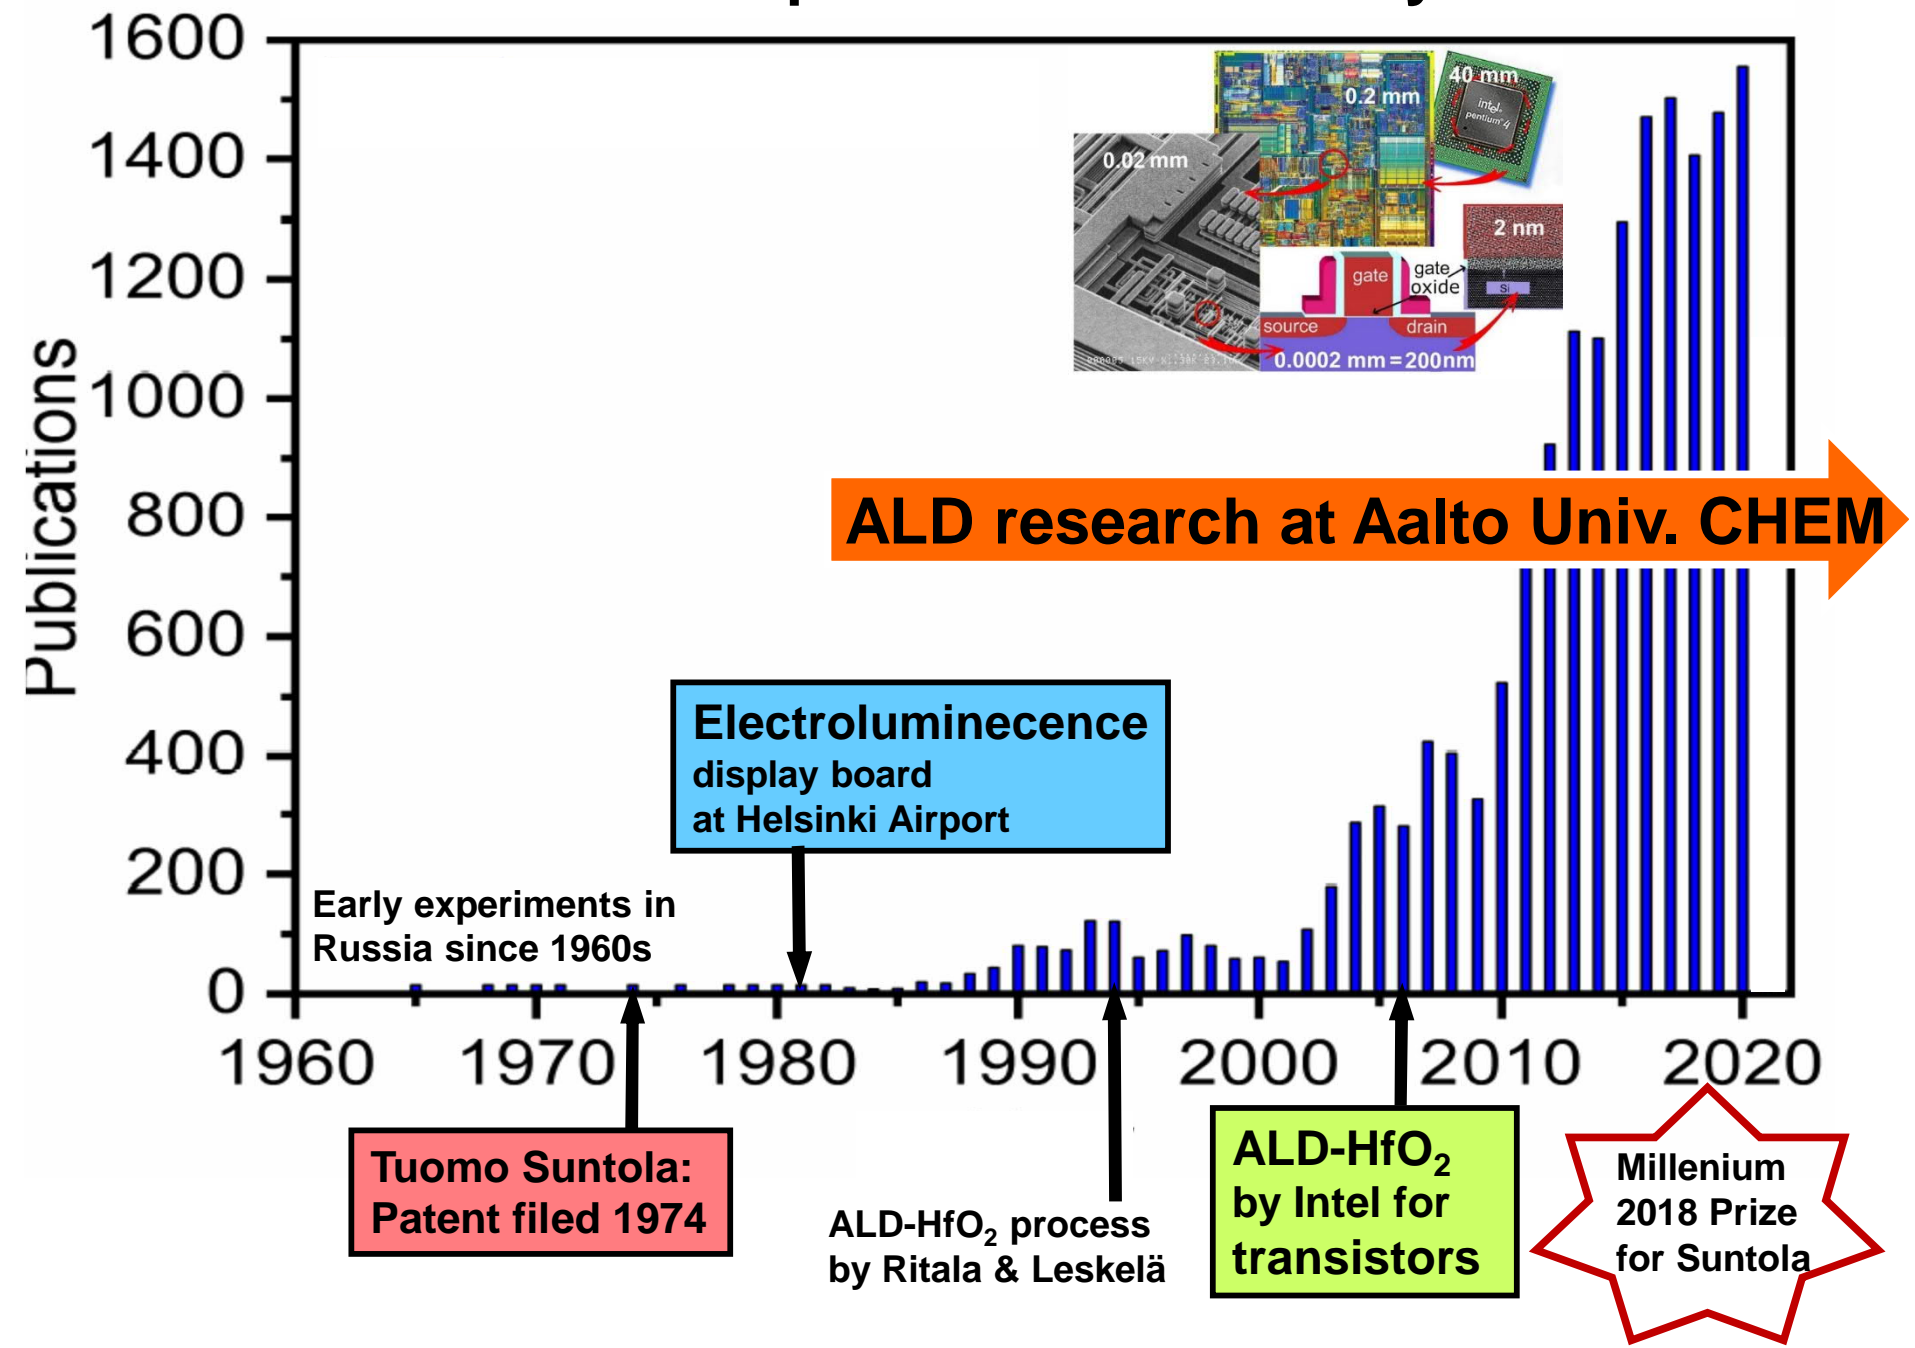 1600
1400
1200
1000
800
600
400
200
0
Publications
0.02 mm
0.2 mm
40 mm
intel
pentium 4
2 nm
gate
gate
oxide
Si
source
drain
0.0002 mm = 200nm
ALD research at Aalto Univ. CHEM
Electroluminecence
display board
at Helsinki Airport
Early experiments in
Russia since 1960s
1960 1970 1980 1990 2000 2010 2020
Tuomo Suntola:
Patent filed 1974
ALD-HfO₂ process
by Ritala & Leskelä
ALD-HfO₂
by Intel for
transistors
Millenium
2018 Prize
for Suntola